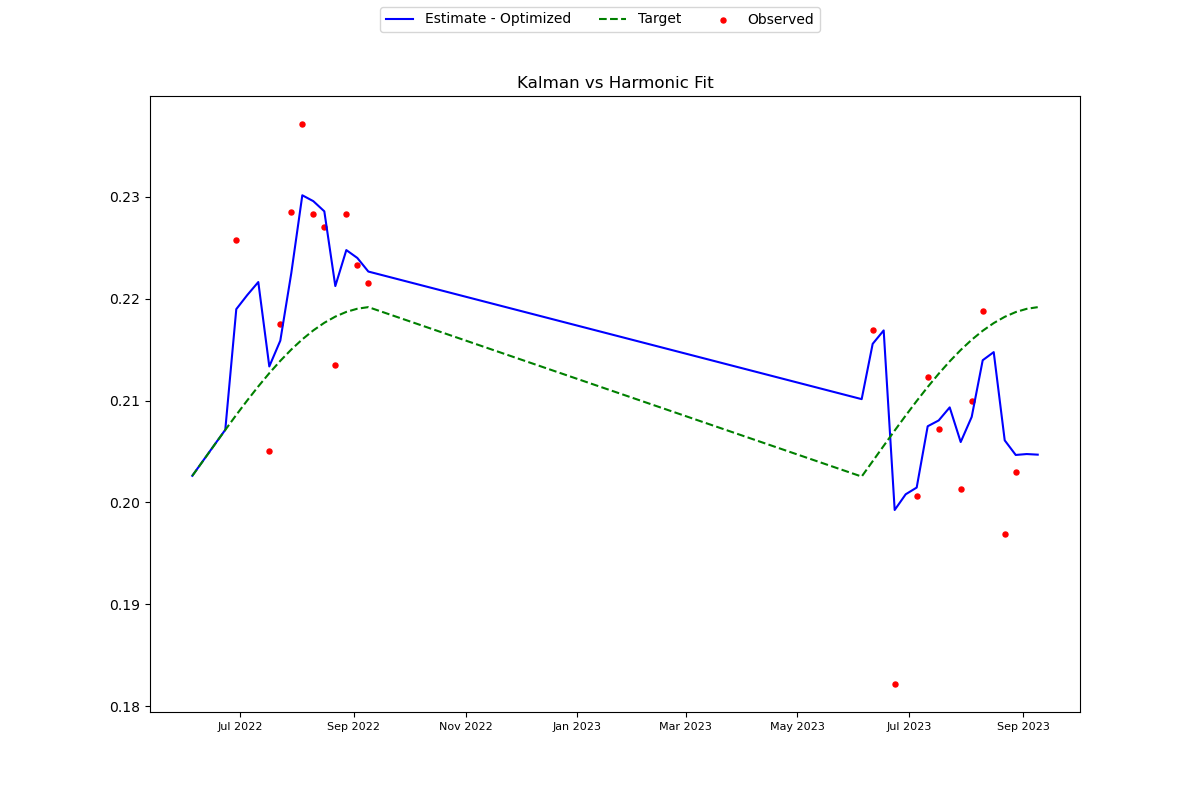 Estimate - Optimized Target Observed
Kalman vs Harmonic Fit
0.23
0.22
0.21
0.20
0.19
0.18
Jul 2022 Sep 2022 Nov 2022 Jan 2023 Mar 2023 May 2023 Jul 2023 Sep 2023